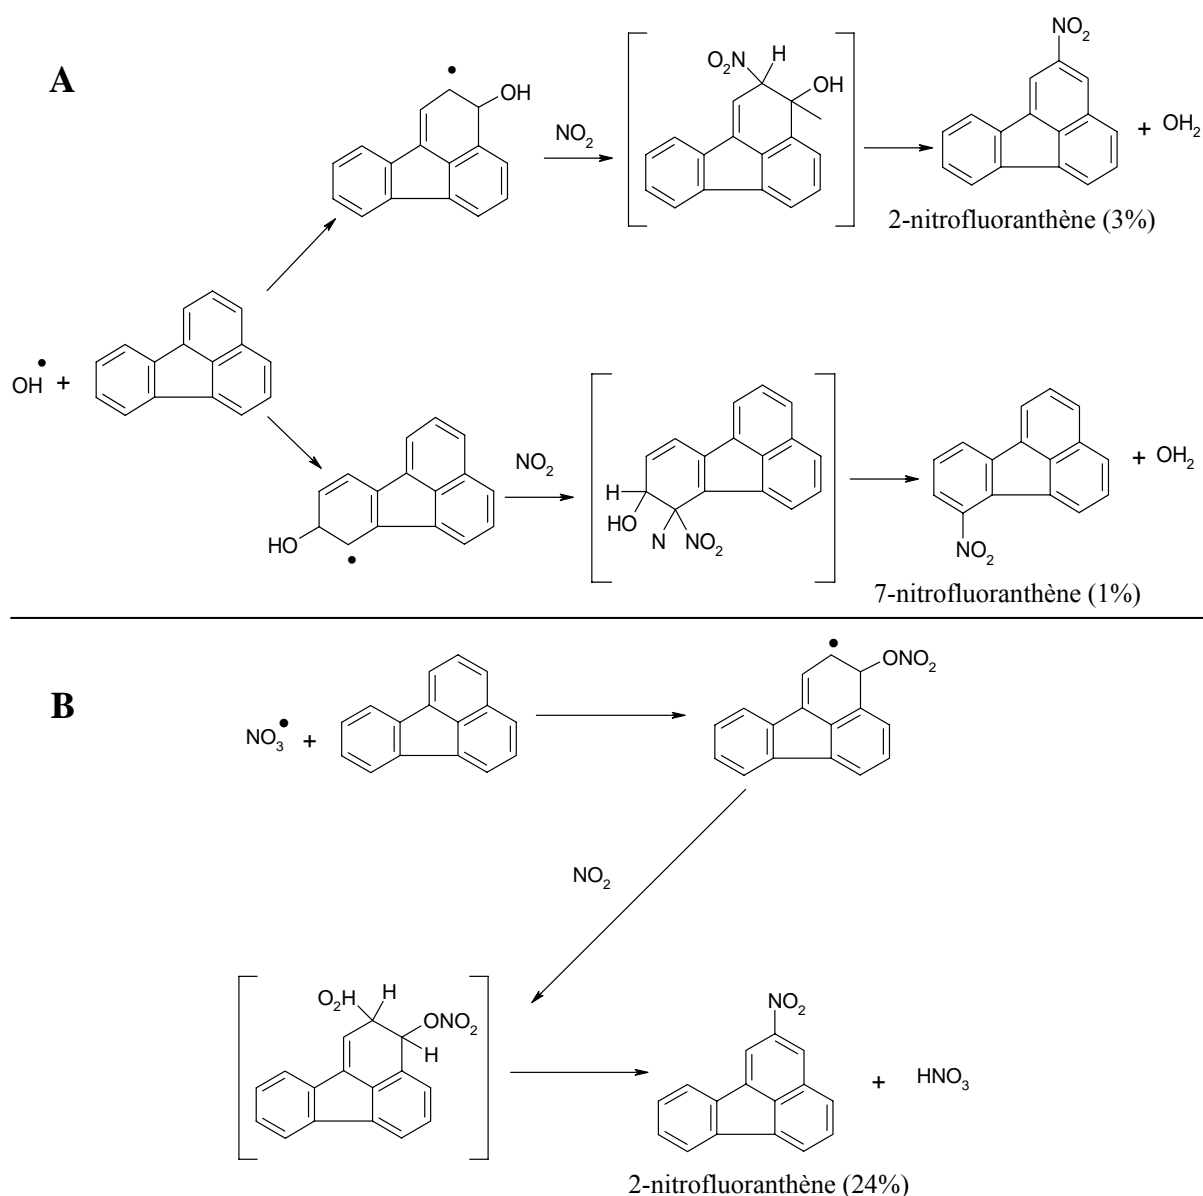 A
•
OH
NO2
O2N H
OH
NO2
+ OH2
2-nitrofluoranthène (3%)
OH• +
HO
•
NO2
H
HO
N NO2
NO2
+ OH2
7-nitrofluoranthène (1%)
B
NO3• +
•
ONO2
NO2
O2H H
ONO2
H
NO2
+ HNO3
2-nitrofluoranthène (24%)